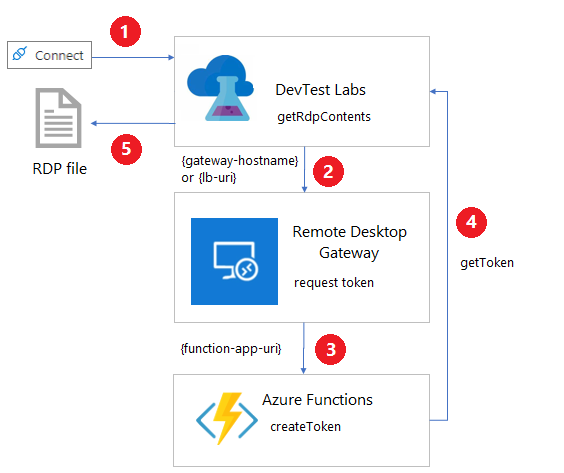 1
Connect
DevTest Labs
getRdpContents
5
RDP file
{gateway-hostname}
or {lb-uri}
2
Remote Desktop
Gateway
request token
4
getToken
{function-app-uri}
3
Azure Functions
createToken